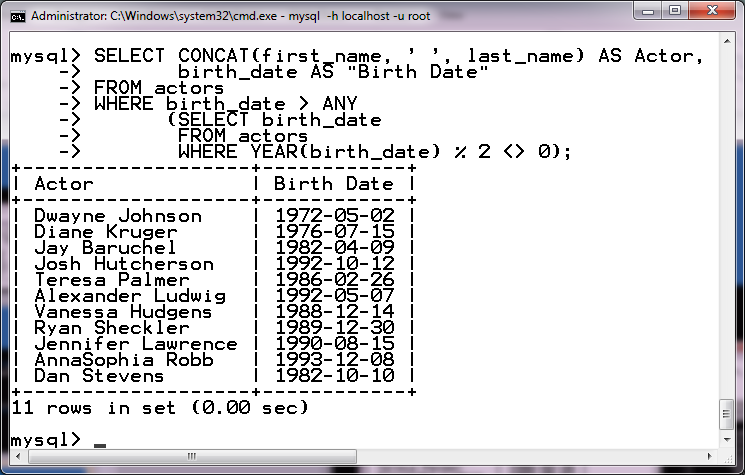 Administrator: C:\Windows\system32\cmd.exe - mysql  -h localhost -u root
mysql> SELECT CONCAT(first_name, ' ', last_name) AS Actor,
    ->        birth_date AS "Birth Date"
    -> FROM actors
    -> WHERE birth_date > ANY
    ->       (SELECT birth_date
    ->        FROM actors
    ->        WHERE YEAR(birth_date) % 2 <> 0);
+-------------------+------------+
| Actor             | Birth Date |
+-------------------+------------+
| Dwayne Johnson    | 1972-05-02 |
| Diane Kruger      | 1976-07-15 |
| Jay Baruchel      | 1982-04-09 |
| Josh Hutcherson   | 1992-10-12 |
| Teresa Palmer     | 1986-02-26 |
| Alexander Ludwig  | 1992-05-07 |
| Vanessa Hudgens   | 1988-12-14 |
| Ryan Sheckler     | 1989-12-30 |
| Jennifer Lawrence | 1990-08-15 |
| AnnaSophia Robb   | 1993-12-08 |
| Dan Stevens       | 1982-10-10 |
+-------------------+------------+
11 rows in set (0.00 sec)
mysql> _